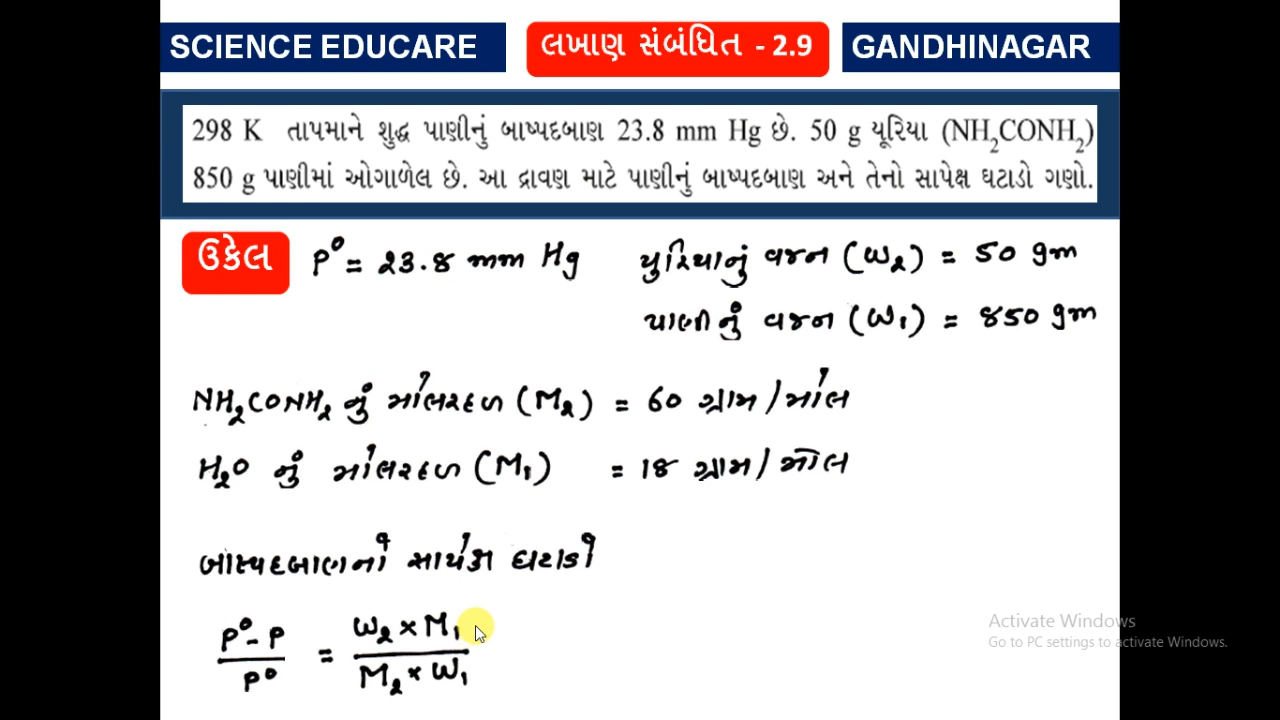 SCIENCE EDUCARE લખાણ સંબંધિત - 2.9 GANDHINAGAR
298 K તાપમાને શુદ્ધ પાણીનું બાષ્પદબાણ 23.8 mm Hg છે. 50 g યૂરિયા (NH₂CONH₂)
850 g પાણીમાં ઓગાળેલ છે. આ દ્રાવણ માટે પાણીનું બાષ્પદબાણ અને તેનો સાપેક્ષ ઘટાડો ગણો.
ઉકેલ P⁰ = 23.8 mm Hg યુરિયાનું વજન (W₂) = 50 gm
પાણીનું વજન (W₁) = 850 gm
NH₂CONH₂ નું મોલરદળ (M₂) = 60 ગ્રામ/મોલ
H₂O નું મોલરદળ (M₁) = 18 ગ્રામ/મોલ
બાષ્પદબાણનો સાપેક્ષ ઘટાડો
P⁰ - P / P⁰ = W₂ × M₁ / M₂ × W₁
Activate Windows
Go to PC settings to activate Windows.